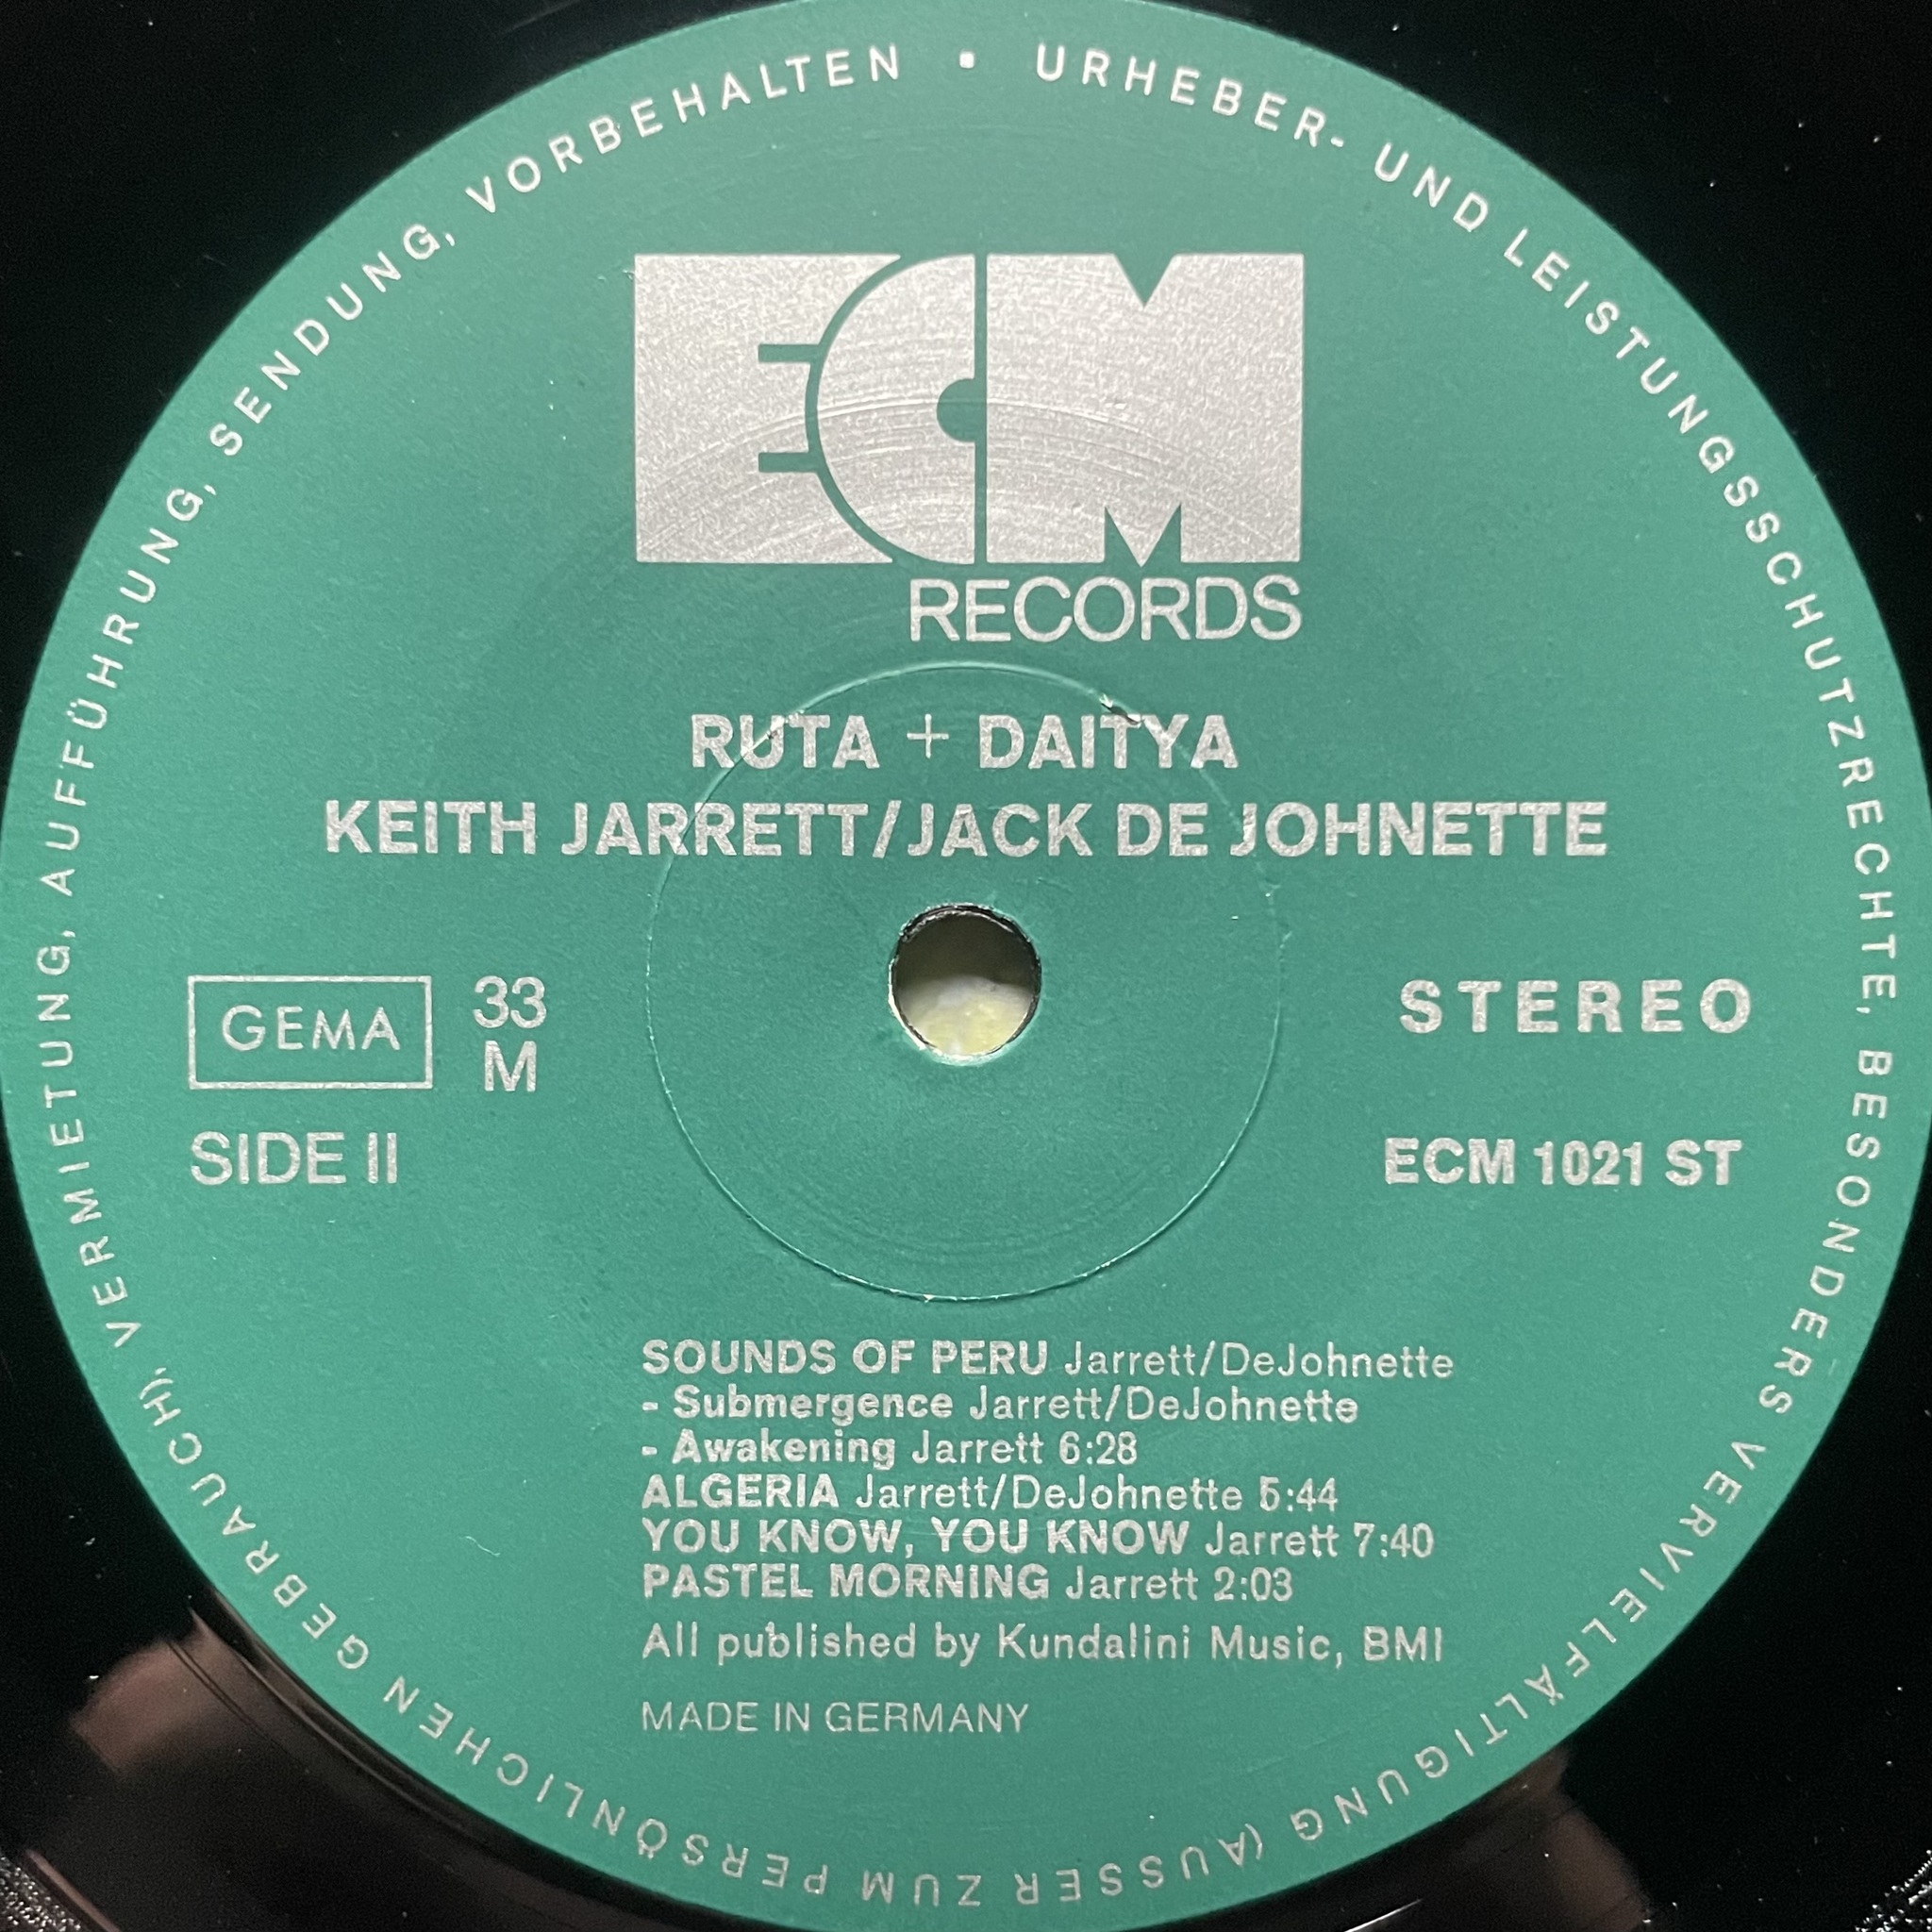 URHEBER- UND LEISTUNGSSCHUTZRECHTE, BESONDERS VERVIELFÄLTIGUNG (AUSSER ZUM PERSÖNLICHEN GEBRAUCH), VERMIETUNG, AUFFÜHRUNG, SENDUNG, VORBEHALTEN •
ECM
RECORDS
RUTA + DAITYA
KEITH JARRETT/JACK DE JOHNETTE
GEMA
33
M
STEREO
SIDE II
ECM 1021 ST
SOUNDS OF PERU Jarrett/DeJohnette
- Submergence Jarrett/DeJohnette
- Awakening Jarrett 6:28
ALGERIA Jarrett/DeJohnette 5:44
YOU KNOW, YOU KNOW Jarrett 7:40
PASTEL MORNING Jarrett 2:03
All published by Kundalini Music, BMI
MADE IN GERMANY